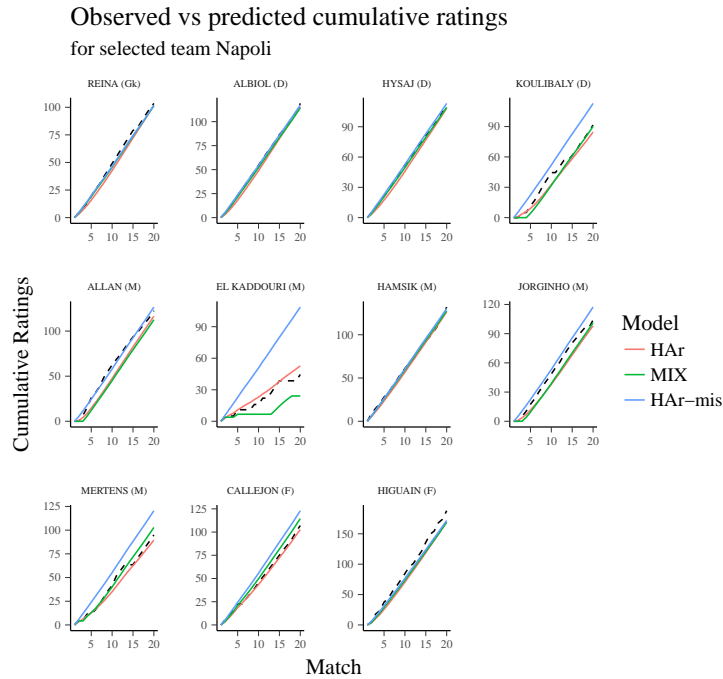 Observed vs predicted cumulative ratings
for selected team Napoli
REINA (Gk)
ALBIOL (D)
HYSAJ (D)
KOULIBALY (D)
100
75
50
25
0
5 10 15 20
100
75
50
25
0
5 10 15 20
90
60
30
0
5 10 15 20
90
60
30
0
5 10 15 20
ALLAN (M)
EL KADDOURI (M)
HAMSIK (M)
JORGINHO (M)
100
50
0
5 10 15 20
90
60
30
0
5 10 15 20
100
50
0
5 10 15 20
120
90
60
30
0
5 10 15 20
MERTENS (M)
CALLEJON (F)
HIGUAIN (F)
125
100
75
50
25
0
5 10 15 20
125
100
75
50
25
0
5 10 15 20
150
100
50
0
5 10 15 20
Cumulative Ratings
Match
Model
HAr
MIX
HAr−mis